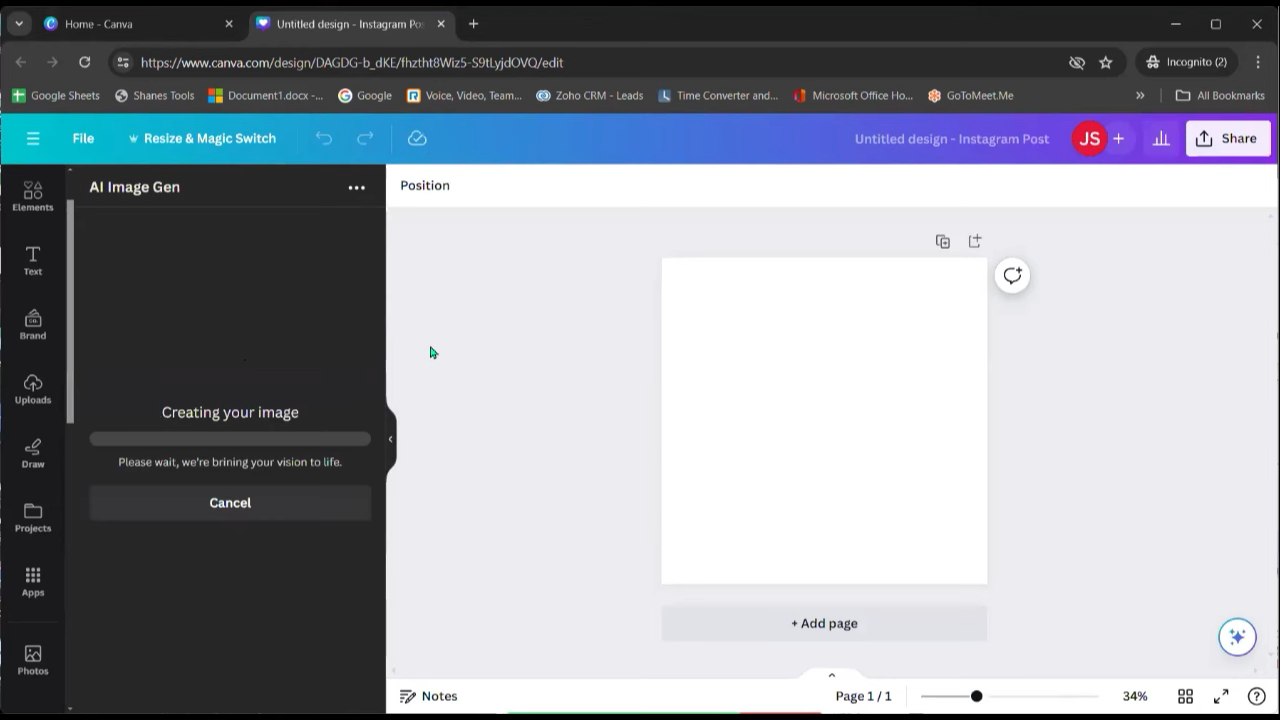 Home - Canva
Untitled design - Instagram Po
https://www.canva.com/design/DAGDG-b_dKE/fhztht8Wiz5-S9tLyjdOVQ/edit
Incognito (2)
Google Sheets
Shanes Tools
Document1.docx -...
Google
Voice, Video, Team...
Zoho CRM - Leads
Time Converter and...
Microsoft Office Ho...
GoToMeet.Me
»
All Bookmarks
File
Resize & Magic Switch
Untitled design - Instagram Post
JS
+
Share
Elements
Text
Brand
Uploads
Draw
Projects
Apps
Photos
AI Image Gen
Position
Creating your image
Please wait, we're brining your vision to life.
Cancel
+ Add page
Notes
Page 1 / 1
34%